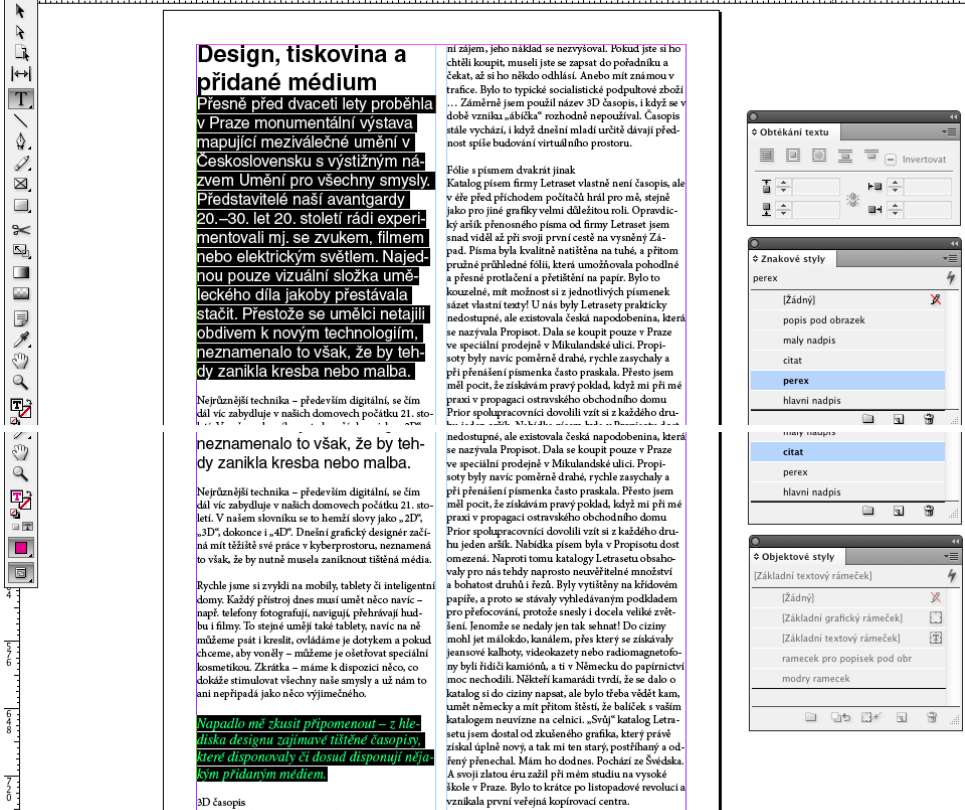 Design, tiskovina a
přidané médium
Přesně před dvaceti lety proběhla
v Praze monumentální výstava
mapující meziválečné umění v
Československu s výstižným ná-
zvem Umění pro všechny smysly.
Představitelé naší avantgardy
20.–30. let 20. století rádi experi-
mentovali mj. se zvukem, filmem
nebo elektrickým světlem. Najed-
nou pouze vizuální složka umě-
leckého díla jakoby přestávala
stačit. Přestože se umělci netajili
obdivem k novým technologiím,
neznamenalo to však, že by teh-
dy zanikla kresba nebo malba.
Nejrůznější technika – především digitální, se čím
dál víc zabydluje v našich domovech počátku 21. sto-
neznamenalo to však, že by teh-
dy zanikla kresba nebo malba.
Nejrůznější technika – především digitální, se čím
dál víc zabydluje v našich domovech počátku 21. sto-
letí. V našem slovníku se to hemží slovy jako „2D“,
„3D“, dokonce i „4D“. Dnešní grafický designér začí-
ná mít těžiště své práce v kyberprostoru, neznamená
to však, že by nutně musela zaniknout tištěná média.
Rychle jsme si zvykli na mobily, tablety či inteligentní
domy. Každý přístroj dnes musí umět něco navíc –
např. telefony fotografují, navigují, přehrávají hud-
bu i filmy. To stejné umějí také tablety, navíc na ně
můžeme psát i kreslit, ovládáme je dotykem a pokud
chceme, aby voněly – můžeme je ošetřovat speciální
kosmetikou. Zkrátka – máme k dispozici něco, co
dokáže stimulovat všechny naše smysly a už nám to
ani nepřipadá jako něco výjimečného.
Napadlo mě zkusit připomenout – z hle-
diska designu zajímavé tištěné časopisy,
které disponovaly či dosud disponují něja-
kým přidaným médiem.
3D časopis
ní zájem, jeho náklad se nezvyšoval. Pokud jste si ho
chtěli koupit, museli jste se zapsat do pořadníku a
čekat, až si ho někdo odhlásí. Anebo mít známou v
trafice. Bylo to typické socialistické podpultové zboží
… Záměrně jsem použil název 3D časopis, i když se v
době vzniku „ábíčka“ rozhodně nepoužíval. Časopis
stále vychází, i když dnešní mladí určitě dávají před-
nost spíše budování virtuálního prostoru.
Fólie s písmem dvakrát jinak
Katalog písem firmy Letraset vlastně není časopis, ale
v éře před příchodem počítačů hrál pro mě, stejně
jako pro jiné grafiky velmi důležitou roli. Opravdic-
ký aršík přenosného písma od firmy Letraset jsem
snad viděl až při svojí první cestě na vysněný Zá-
pad. Písma byla kvalitně natištěna na tuhé, a přitom
pružné průhledné fólii, která umožňovala pohodlné
a přesné protlačení a přetištění na papír. Bylo to
kouzelné, mít možnost si z jednotlivých písmenek
sázet vlastní texty! U nás byly Letrasety prakticky
nedostupné, ale existovala česká napodobenina, která
se nazývala Propisot. Dala se koupit pouze v Praze
ve speciální prodejně v Mikulandské ulici. Propi-
soty byly navíc poměrně drahé, rychle zasychaly a
při přenášení písmenka často praskala. Přesto jsem
měl pocit, že získávám pravý poklad, když mi při mé
praxi v propagaci ostravského obchodního domu
Prior spolupracovníci dovolili vzít si z každého dru-
hu jeden aršík. Nabídka písem byla v Propisotu dost
nedostupné, ale existovala česká napodobenina, která
se nazývala Propisot. Dala se koupit pouze v Praze
ve speciální prodejně v Mikulandské ulici. Propi-
soty byly navíc poměrně drahé, rychle zasychaly a
při přenášení písmenka často praskala. Přesto jsem
měl pocit, že získávám pravý poklad, když mi při mé
praxi v propagaci ostravského obchodního domu
Prior spolupracovníci dovolili vzít si z každého dru-
hu jeden aršík. Nabídka písem byla v Propisotu dost
omezená. Naproti tomu katalogy Letrasetu obsaho-
valy pro nás tehdy naprosto neuvěřitelné množství
a bohatost druhů i řezů. Byly vytištěny na křídovém
papíře, a proto se stávaly vyhledávaným podkladem
pro přefocování, protože snesly i docela veliké zvět-
šení. Jenomže se nedaly jen tak sehnat! Do ciziny
mohl jet málokdo, kanálem, přes který se získávaly
jeansové kalhoty, videokazety nebo radiomagnetofo-
ny byli řidiči kamiónů, a ti v Německu do papírnictví
moc nechodili. Někteří kamarádi tvrdí, že se dalo o
katalog si do ciziny napsat, ale bylo třeba vědět kam,
umět německy a mít přitom štěstí, že balíček s vaším
katalogem neuvízne na celnici. „Svůj“ katalog Letra-
setu jsem dostal od zkušeného grafika, který právě
získal úplně nový, a tak mi ten starý, postříhaný a od-
řený přenechal. Mám ho dodnes. Pochází ze Švédska.
A svoji zlatou éru zažil při mém studiu na vysoké
škole v Praze. Bylo to krátce po listopadové revoluci a
vznikala první veřejná kopírovací centra.
Obtékání textu
Invertovat
Znakové styly
perex
[Žádný]
popis pod obrazek
maly nadpis
citat
perex
hlavni nadpis
maly nadpis
citat
perex
hlavni nadpis
Objektové styly
[Základní textový rámeček]
[Žádný]
[Základní grafický rámeček]
[Základní textový rámeček]
ramecek pro popisek pod obr
modry ramecek